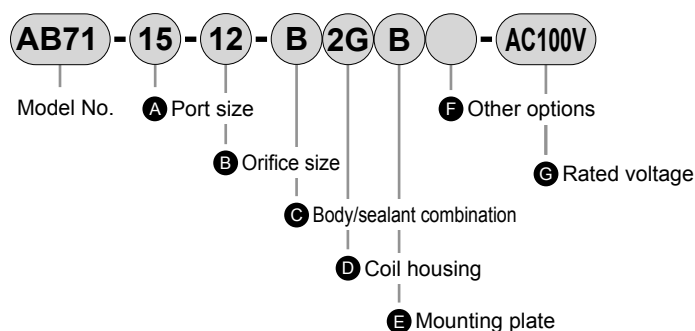 AB71 - 15 - 12 - B 2G B - AC100V
Model No. A Port size F Other options
B Orifice size G Rated voltage
C Body/sealant combination
D Coil housing
E Mounting plate